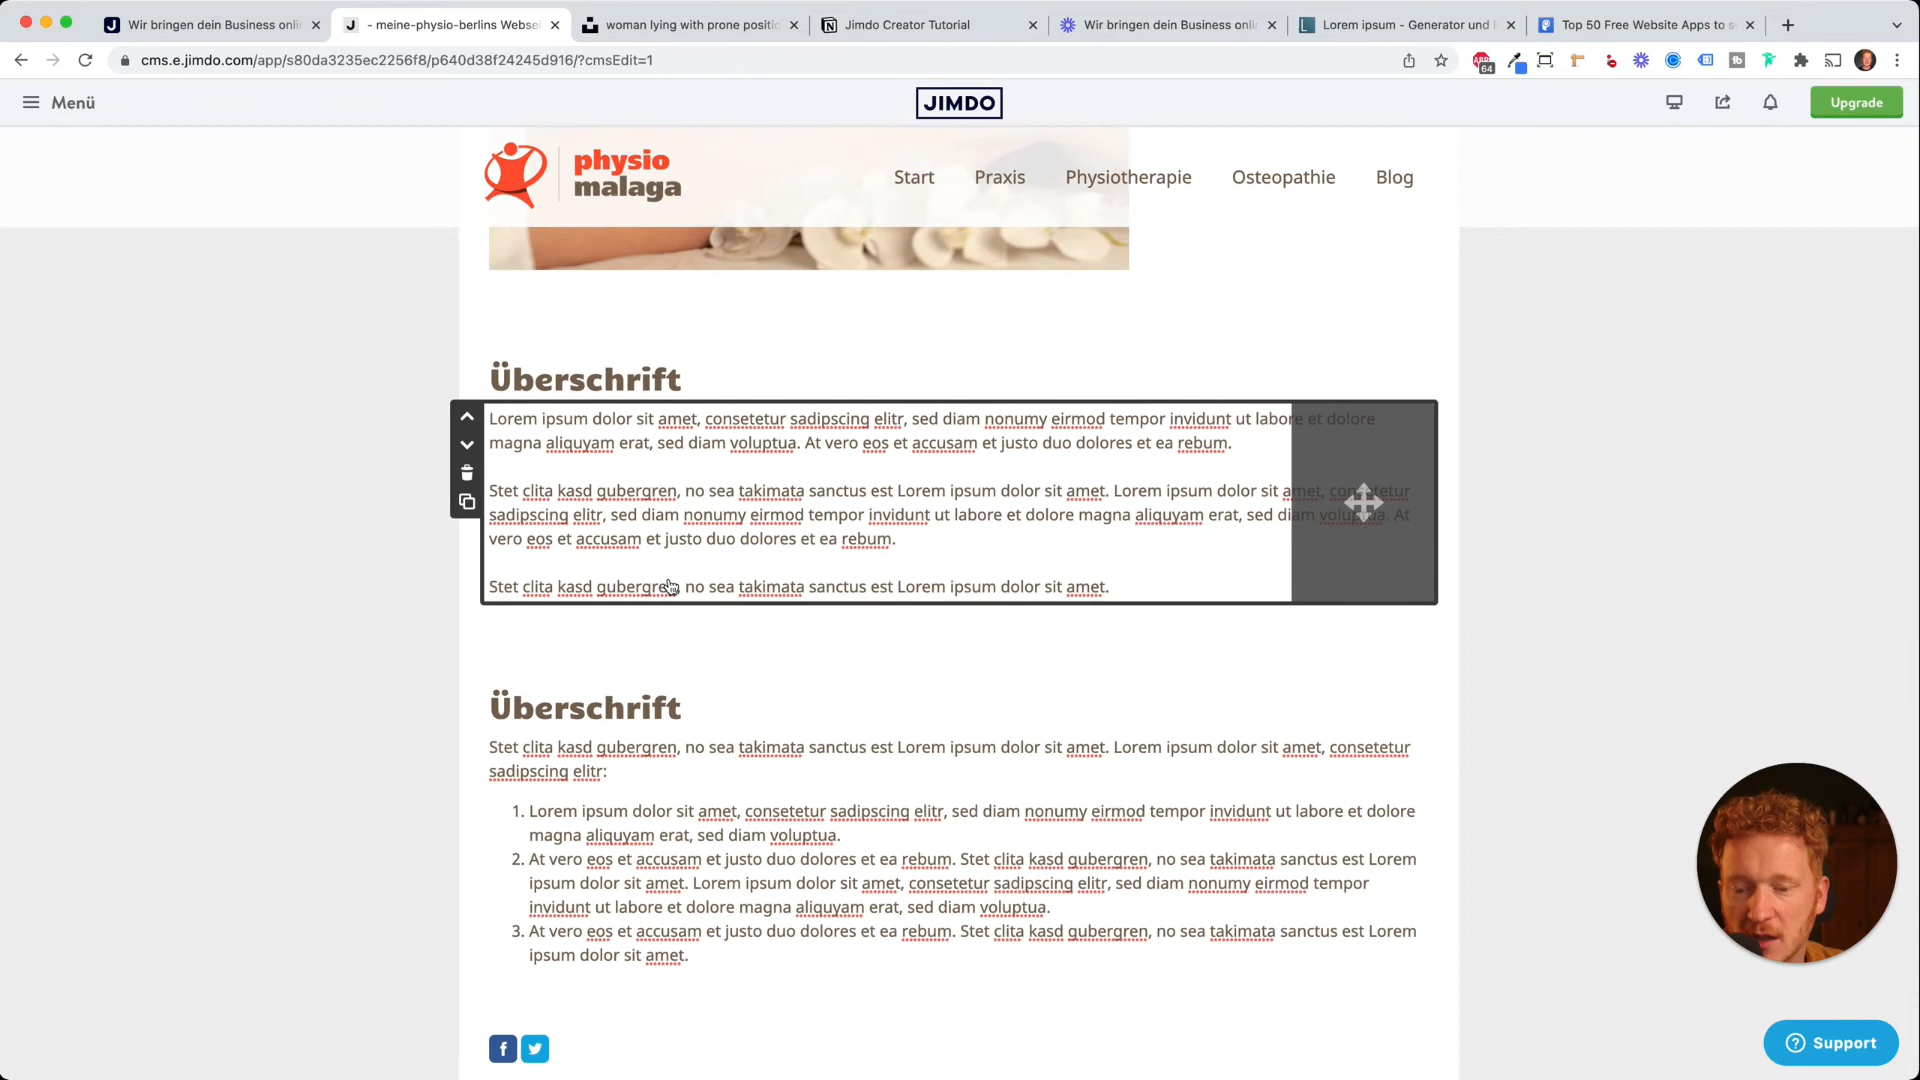 Wir bringen dein Business onlin
- meine-physio-berlins Websei
woman lying with prone positio
Jimdo Creator Tutorial
Wir bringen dein Business onlin
Lorem ipsum - Generator und
Top 50 Free Website Apps to s
cms.e.jimdo.com/app/s80da3235ec2256f8/p640d38f24245d916/?cmsEdit=1
64
Menü
JIMDO
Upgrade
physio
malaga
Start
Praxis
Physiotherapie
Osteopathie
Blog
Überschrift
Lorem ipsum dolor sit amet, consetetur sadipscing elitr, sed diam nonumy eirmod tempor invidunt ut labore et dolore
magna aliquyam erat, sed diam voluptua. At vero eos et accusam et justo duo dolores et ea rebum.
Stet clita kasd gubergren, no sea takimata sanctus est Lorem ipsum dolor sit amet. Lorem ipsum dolor sit amet, consetetur
sadipscing elitr, sed diam nonumy eirmod tempor invidunt ut labore et dolore magna aliquyam erat, sed diam voluptua. At
vero eos et accusam et justo duo dolores et ea rebum.
Stet clita kasd gubergren, no sea takimata sanctus est Lorem ipsum dolor sit amet.
Überschrift
Stet clita kasd gubergren, no sea takimata sanctus est Lorem ipsum dolor sit amet. Lorem ipsum dolor sit amet, consetetur
sadipscing elitr:
1. Lorem ipsum dolor sit amet, consetetur sadipscing elitr, sed diam nonumy eirmod tempor invidunt ut labore et dolore
magna aliquyam erat, sed diam voluptua.
2. At vero eos et accusam et justo duo dolores et ea rebum. Stet clita kasd gubergren, no sea takimata sanctus est Lorem
ipsum dolor sit amet. Lorem ipsum dolor sit amet, consetetur sadipscing elitr, sed diam nonumy eirmod tempor
invidunt ut labore et dolore magna aliquyam erat, sed diam voluptua.
3. At vero eos et accusam et justo duo dolores et ea rebum. Stet clita kasd gubergren, no sea takimata sanctus est Lorem
ipsum dolor sit amet.
Support